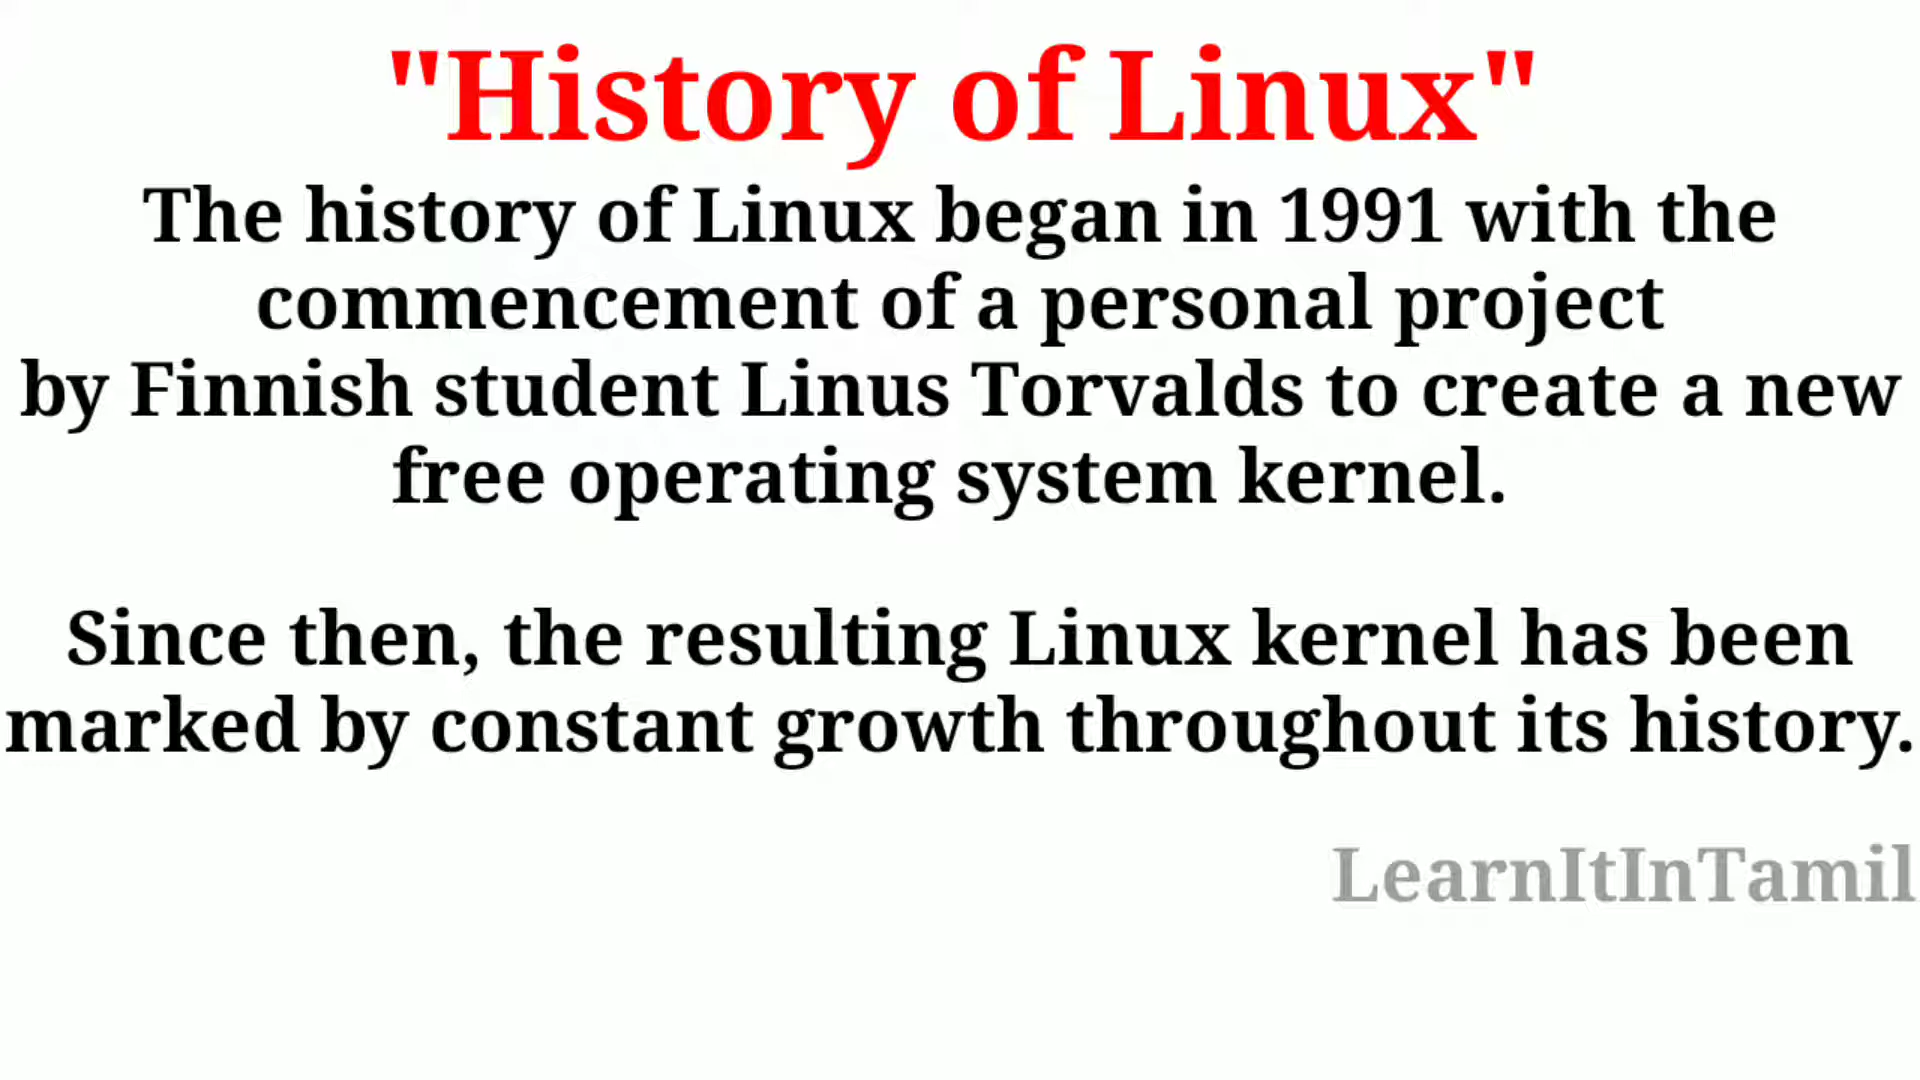 "History of Linux"
The history of Linux began in 1991 with the
commencement of a personal project
by Finnish student Linus Torvalds to create a new
free operating system kernel.
Since then, the resulting Linux kernel has been
marked by constant growth throughout its history.
LearnItInTamil